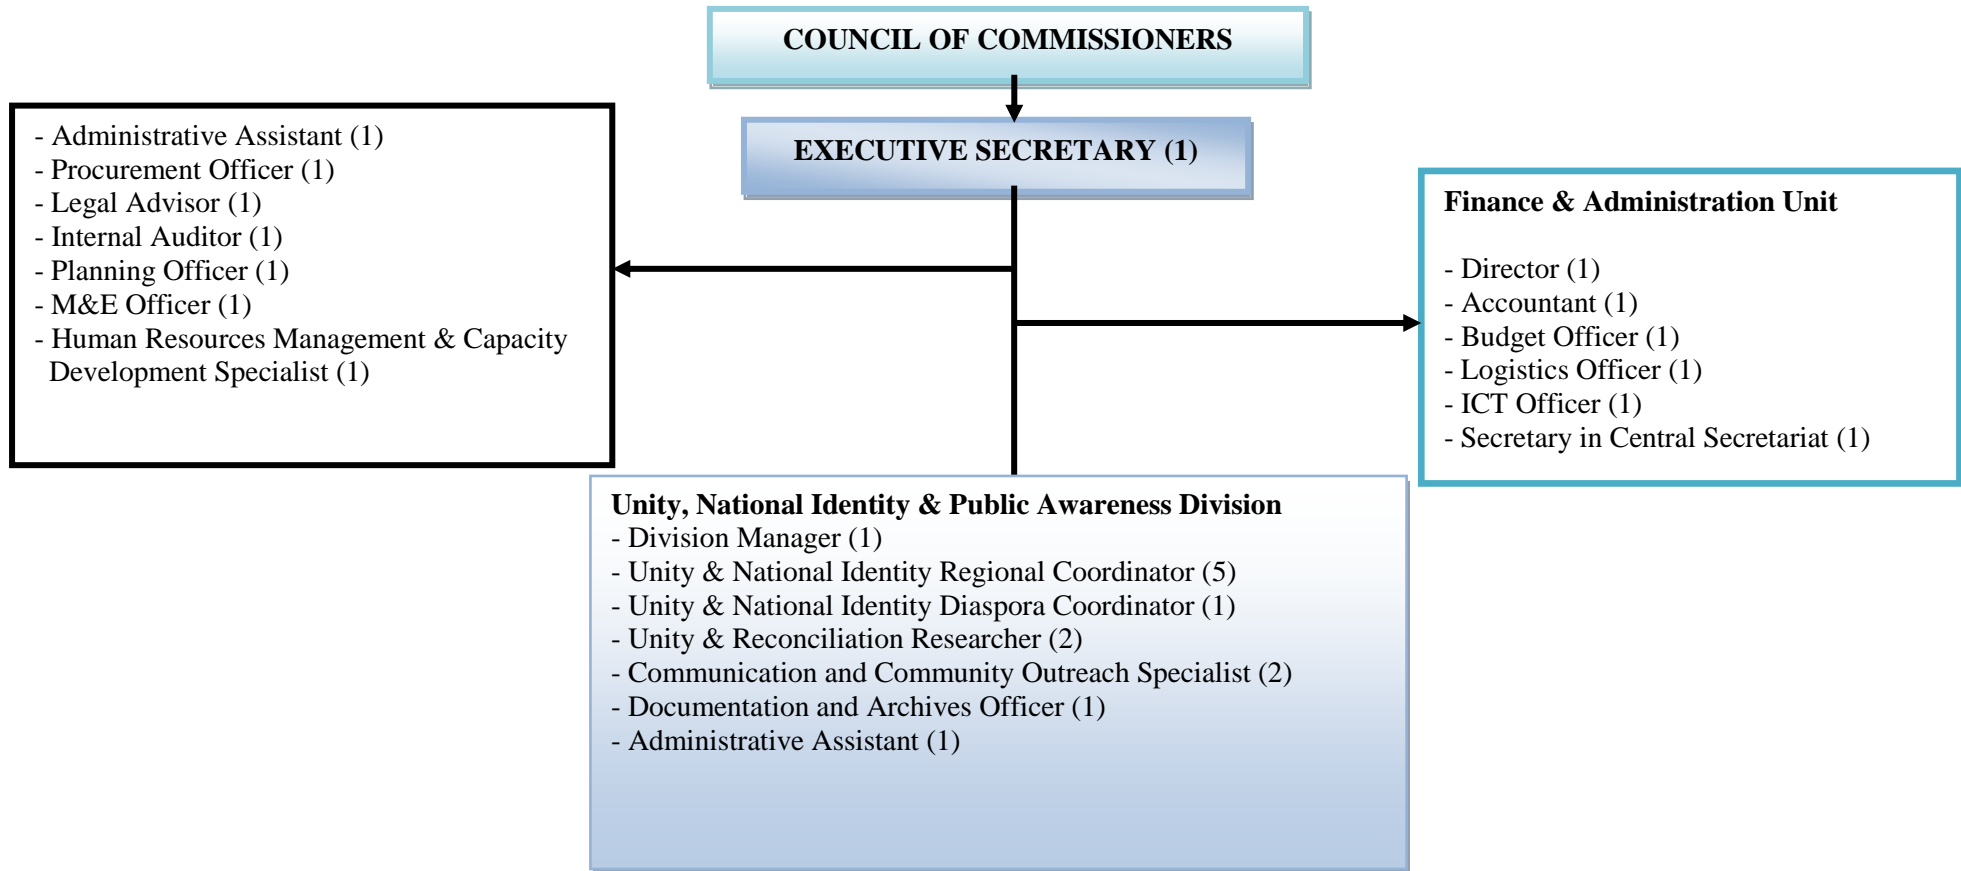 COUNCIL OF COMMISSIONERS
EXECUTIVE SECRETARY (1)
- Administrative Assistant (1)
- Procurement Officer (1)
- Legal Advisor (1)
- Internal Auditor (1)
- Planning Officer (1)
- M&E Officer (1)
- Human Resources Management & Capacity
Development Specialist (1)
Finance & Administration Unit
- Director (1)
- Accountant (1)
- Budget Officer (1)
- Logistics Officer (1)
- ICT Officer (1)
- Secretary in Central Secretariat (1)
Unity, National Identity & Public Awareness Division
- Division Manager (1)
- Unity & National Identity Regional Coordinator (5)
- Unity & National Identity Diaspora Coordinator (1)
- Unity & Reconciliation Researcher (2)
- Communication and Community Outreach Specialist (2)
- Documentation and Archives Officer (1)
- Administrative Assistant (1)